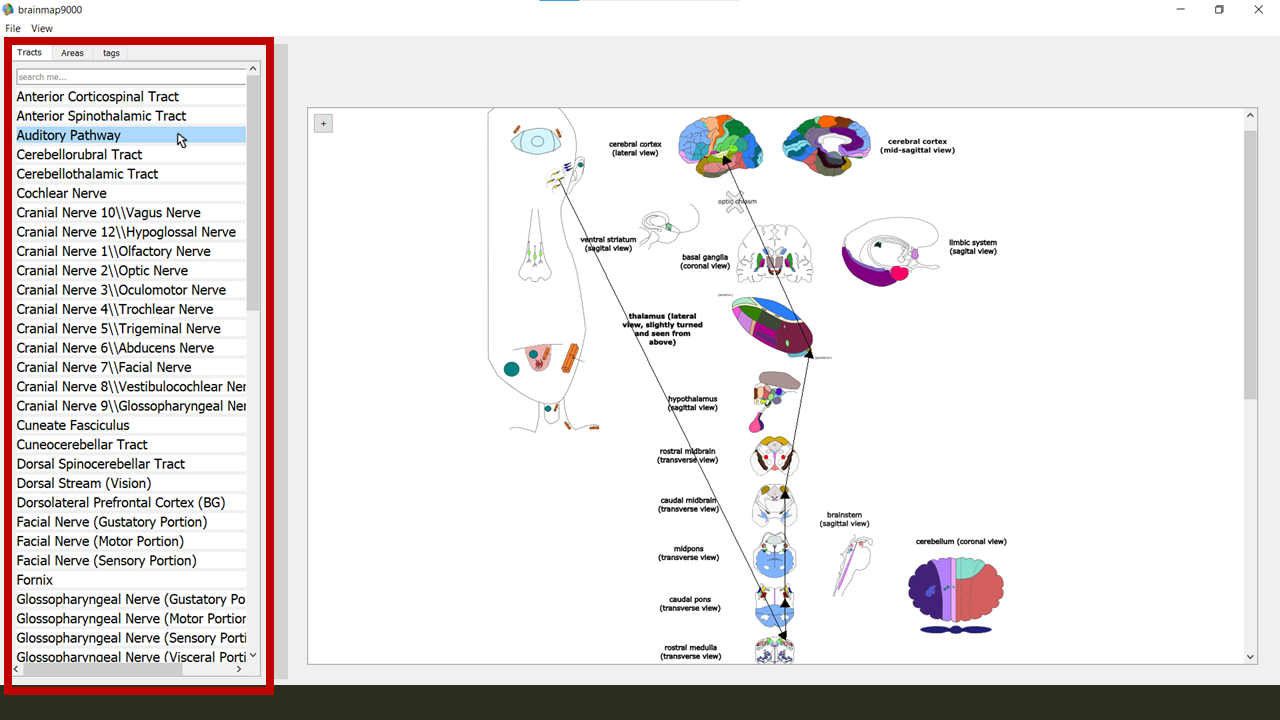 brainmap9000
File View
Tracts Areas tags
search me...
Anterior Corticospinal Tract
Anterior Spinothalamic Tract
Auditory Pathway
Cerebellorubral Tract
Cerebellothalamic Tract
Cochlear Nerve
Cranial Nerve 10\\Vagus Nerve
Cranial Nerve 12\\Hypoglossal Nerve
Cranial Nerve 1\\Olfactory Nerve
Cranial Nerve 2\\Optic Nerve
Cranial Nerve 3\\Oculomotor Nerve
Cranial Nerve 4\\Trochlear Nerve
Cranial Nerve 5\\Trigeminal Nerve
Cranial Nerve 6\\Abducens Nerve
Cranial Nerve 7\\Facial Nerve
Cranial Nerve 8\\Vestibulocochlear Ner
Cranial Nerve 9\\Glossopharyngeal Ner
Cuneate Fasciculus
Cuneocerebellar Tract
Dorsal Spinocerebellar Tract
Dorsal Stream (Vision)
Dorsolateral Prefrontal Cortex (BG)
Facial Nerve (Gustatory Portion)
Facial Nerve (Motor Portion)
Facial Nerve (Sensory Portion)
Fornix
Glossopharyngeal Nerve (Gustatory Po
Glossopharyngeal Nerve (Motor Portion
Glossopharyngeal Nerve (Sensory Porti
Glossopharyngeal Nerve (Visceral Porti
+
cerebral cortex
(lateral view)
cerebral cortex
(mid-sagittal view)
optic chiasm
ventral striatum
(sagital view)
basal ganglia
(coronal view)
limbic system
(sagital view)
(anterior)
thalamus (lateral
view, slightly turned
and seen from
above)
(posterior)
hypothalamus
(sagittal view)
rostral midbrain
(transverse view)
caudal midbrain
(transverse view)
brainstem
(sagittal view)
midpons
(transverse view)
cerebellum (coronal view)
caudal pons
(transverse view)
rostral medulla
(transverse view)